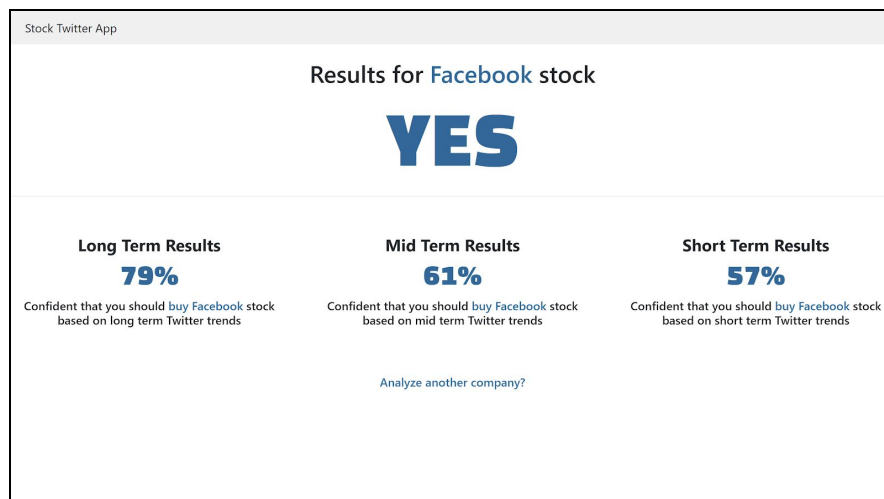 Stock Twitter App
Results for Facebook stock
YES
Long Term Results
79%
Confident that you should buy Facebook stock
based on long term Twitter trends
Mid Term Results
61%
Confident that you should buy Facebook stock
based on mid term Twitter trends
Short Term Results
57%
Confident that you should buy Facebook stock
based on short term Twitter trends
Analyze another company?